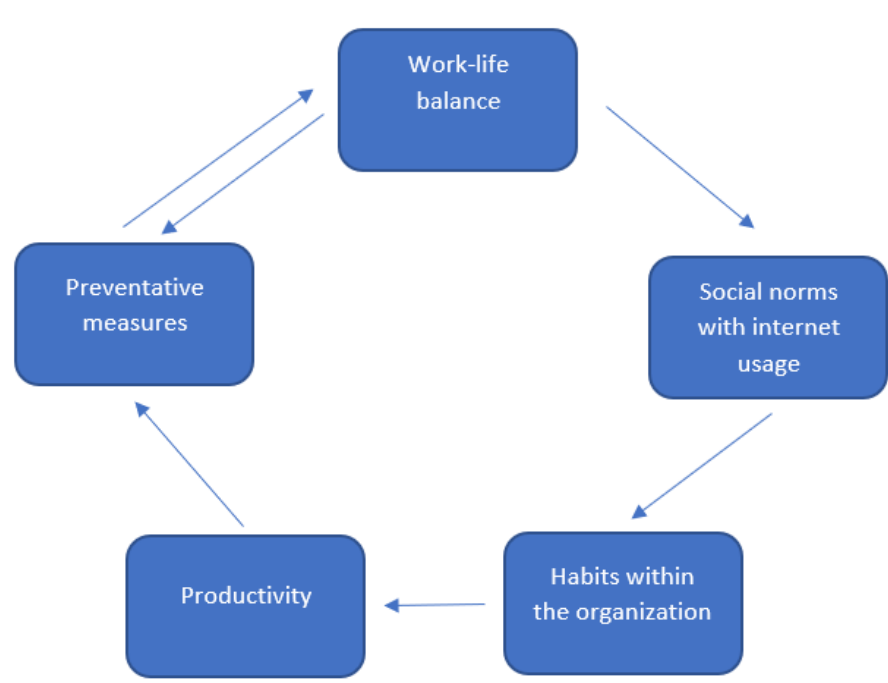 Work-life
balance
Preventative
measures
Social norms
with internet
usage
Productivity
Habits within
the organization